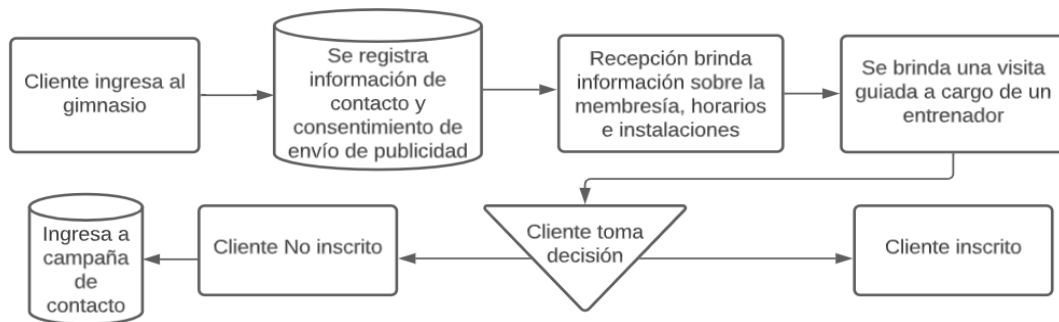 Cliente ingresa al
gimnasio
Se registra
información de
contacto y
consentimiento de
envío de publicidad
Recepción brinda
información sobre la
membresía, horarios
e instalaciones
Se brinda una visita
guiada a cargo de un
entrenador
Ingresa a
campaña
de
contacto
Cliente No inscrito
Cliente toma
decisión
Cliente inscrito